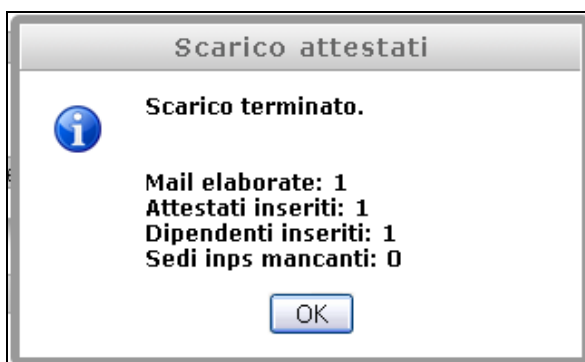 Scarico attestati
Scarico terminato.
Mail elaborate: 1
Attestati inseriti: 1
Dipendenti inseriti: 1
Sedi inps mancanti: 0
OK